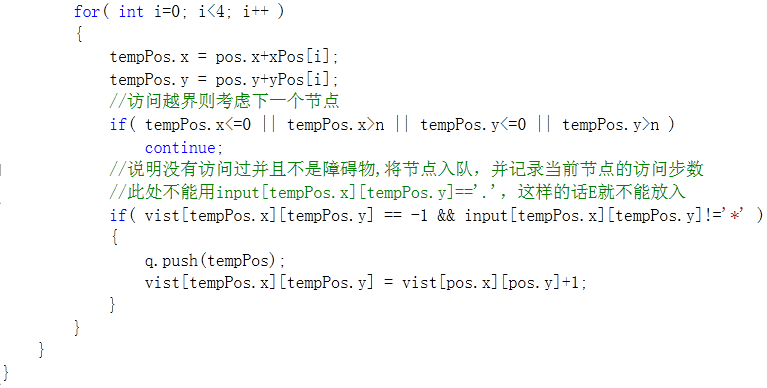 for( int i=0; i<4; i++ )
{
tempPos.x = pos.x+xPos[i];
tempPos.y = pos.y+yPos[i];
//访问越界则考虑下一个节点
if( tempPos.x<=0 || tempPos.x>n || tempPos.y<=0 || tempPos.y>n )
continue;
//说明没有访问过并且不是障碍物,将节点入队，并记录当前节点的访问步数
//此处不能用input[tempPos.x][tempPos.y]=='.'，这样的话E就不能放入
if( vist[tempPos.x][tempPos.y] == -1 && input[tempPos.x][tempPos.y]!='*' )
{
q.push(tempPos);
vist[tempPos.x][tempPos.y] = vist[pos.x][pos.y]+1;
}
}
}
}